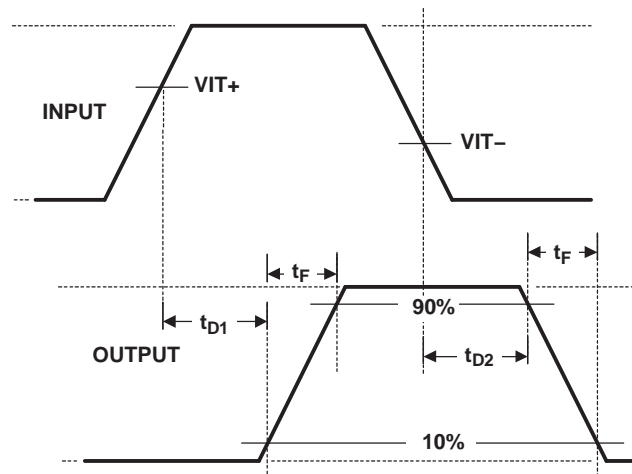 VIT+
INPUT
VIT–
tF
tF
90%
tD1
tD2
OUTPUT
10%